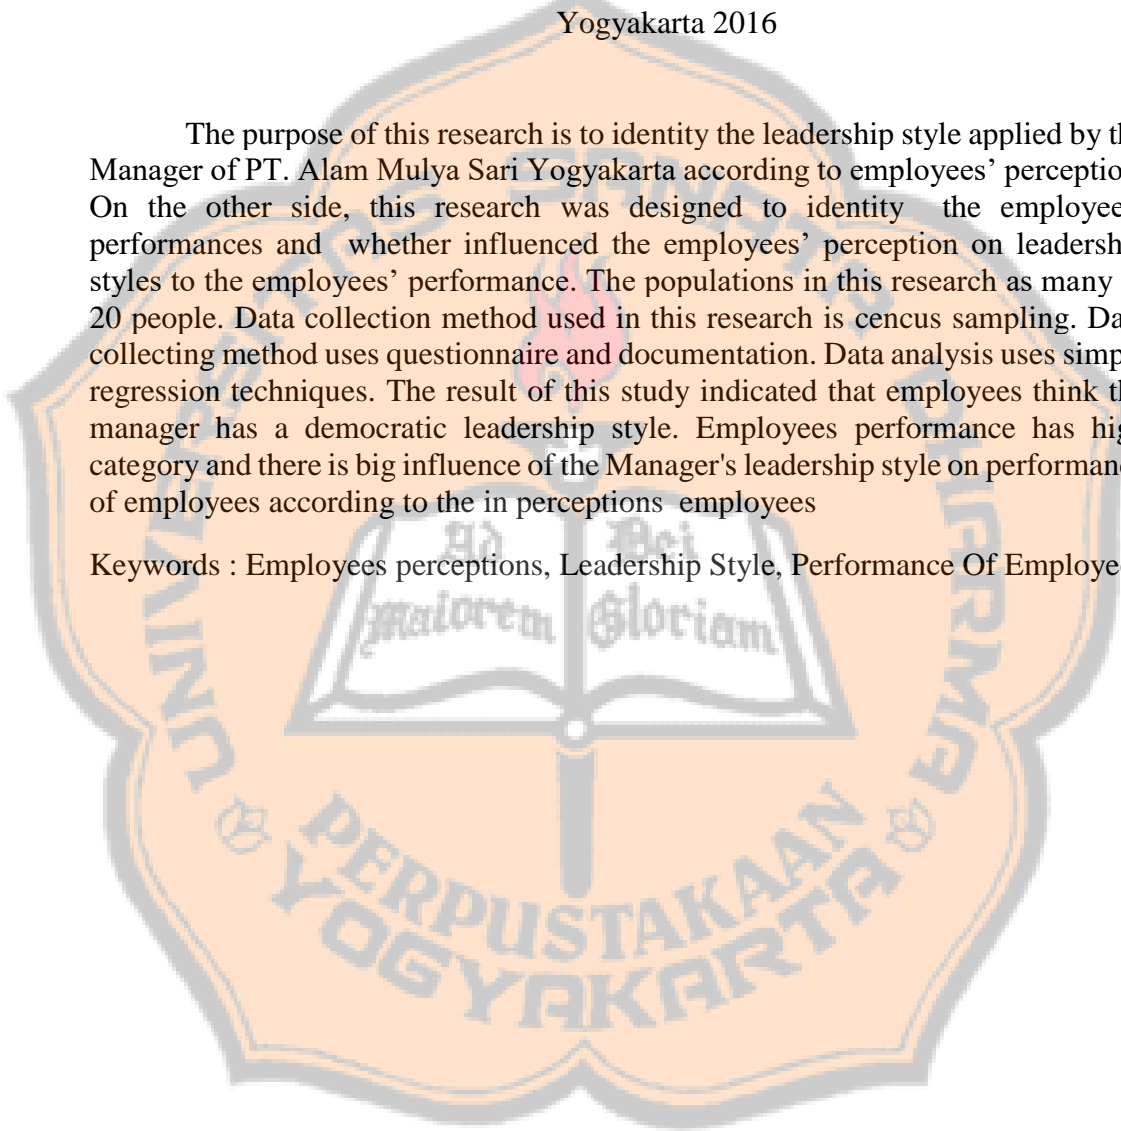 Yogyakarta 2016
The purpose of this research is to identity the leadership style applied by th
Manager of PT. Alam Mulya Sari Yogyakarta according to employees’ perception
On the other side, this research was designed to identity the employee
performances and whether influenced the employees’ perception on leadersh
styles to the employees’ performance. The populations in this research as many
20 people. Data collection method used in this research is cencus sampling. Da
collecting method uses questionnaire and documentation. Data analysis uses simp
regression techniques. The result of this study indicated that employees think th
manager has a democratic leadership style. Employees performance has hig
category and there is big influence of the Manager's leadership style on performan
of employees according to the in perceptions employees
Keywords : Employees perceptions, Leadership Style, Performance Of Employe
UNIVERSITAS SANATA DHARMA
Ad Dei
Maiorem Gloriam
PERPUSTAKAAN
YOGYAKARTA